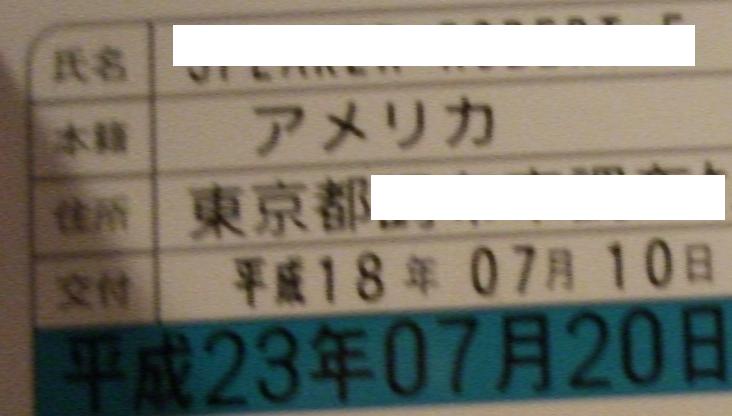 氏名
本籍 アメリカ
住所 東京都
交付 平成18年 07月 10日
平成23年07月20日